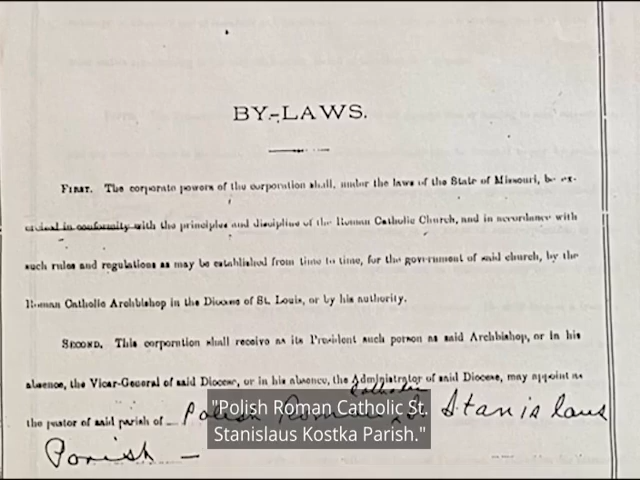 BY-LAWS.
FIRST. The corporate powers of the corporation shall, under the laws of the State of Missouri, be ex-
ercised in conformity with the principles and discipline of the Roman Catholic Church, and in accordance with
such rules and regulations as may be established from time to time, for the government of said church, by the
Roman Catholic Archbishop in the Diocese of St. Louis, or by his authority.
SECOND. This corporation shall receive as its President such person as said Archbishop, or in his
absence, the Vicar-General of said Diocese, or in his absence, the Administrator of said Diocese, may appoint as
Catholic
the pastor of said parish of Polish Roman St. Stanislaus
Parish –
"Polish Roman Catholic St.
Stanislaus Kostka Parish."